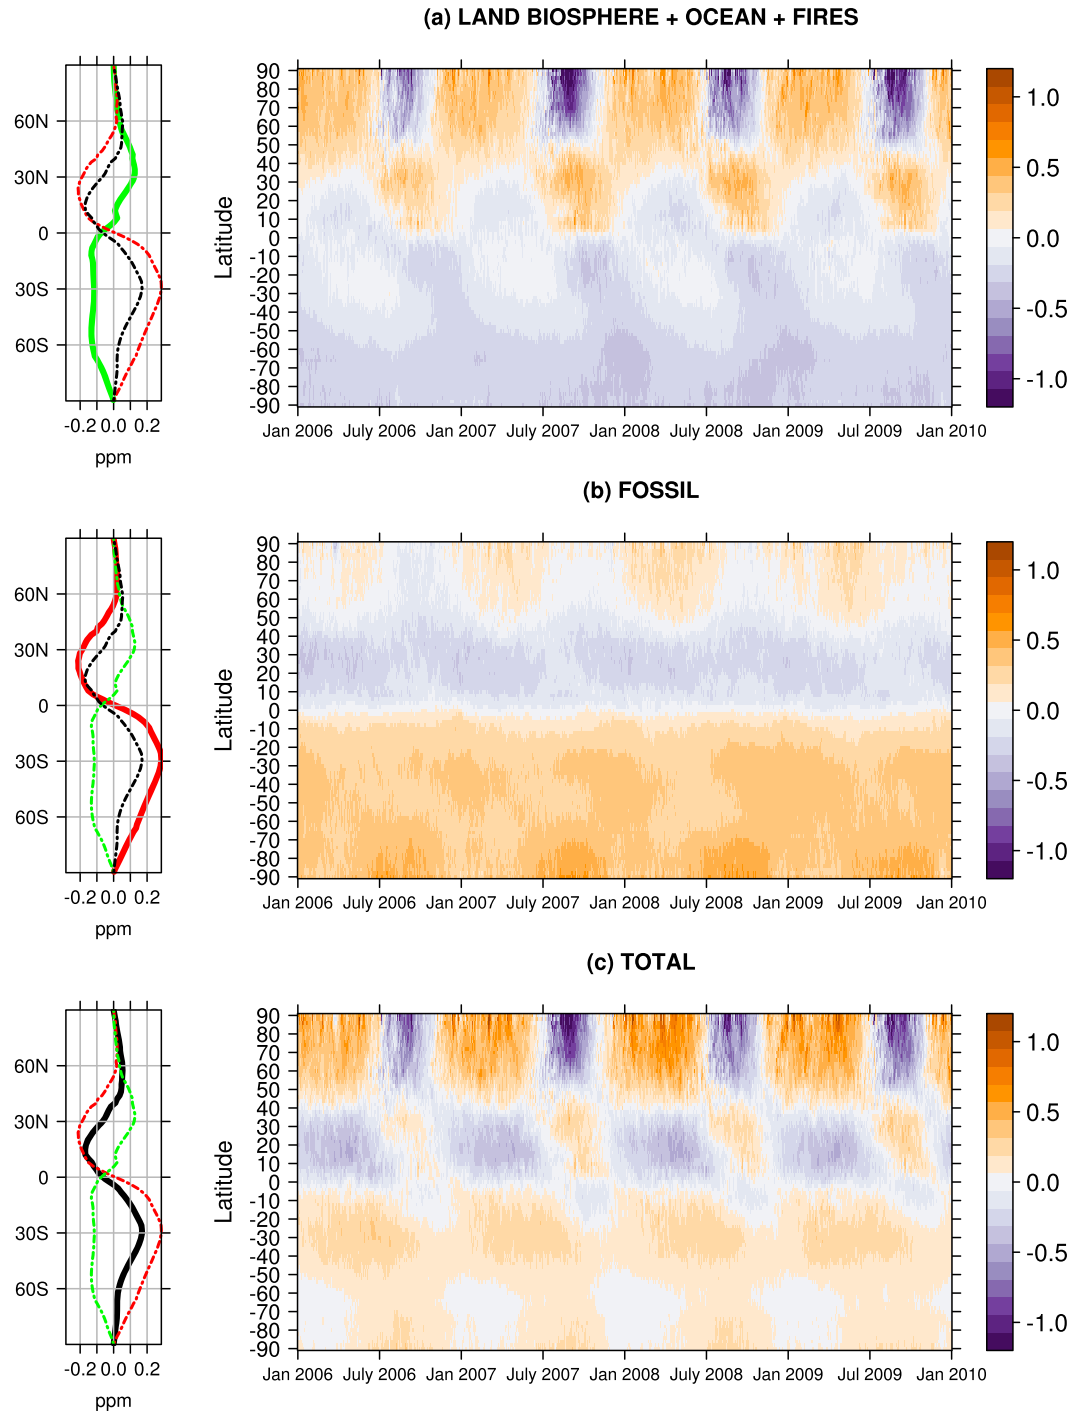 (a) LAND BIOSPHERE + OCEAN + FIRES
60N
30N
0
30S
60S
-0.2 0.0 0.2
ppm
Latitude
90
80
70
60
50
40
30
20
10
0
-10
-20
-30
-40
-50
-60
-70
-80
-90
Jan 2006 July 2006 Jan 2007 July 2007 Jan 2008 July 2008 Jan 2009 Jul 2009 Jan 2010
1.0
0.5
0.0
-0.5
-1.0
(b) FOSSIL
60N
30N
0
30S
60S
-0.2 0.0 0.2
ppm
Latitude
90
80
70
60
50
40
30
20
10
0
-10
-20
-30
-40
-50
-60
-70
-80
-90
Jan 2006 July 2006 Jan 2007 July 2007 Jan 2008 July 2008 Jan 2009 Jul 2009 Jan 2010
1.0
0.5
0.0
-0.5
-1.0
(c) TOTAL
60N
30N
0
30S
60S
-0.2 0.0 0.2
ppm
Latitude
90
80
70
60
50
40
30
20
10
0
-10
-20
-30
-40
-50
-60
-70
-80
-90
Jan 2006 July 2006 Jan 2007 July 2007 Jan 2008 July 2008 Jan 2009 Jul 2009 Jan 2010
1.0
0.5
0.0
-0.5
-1.0